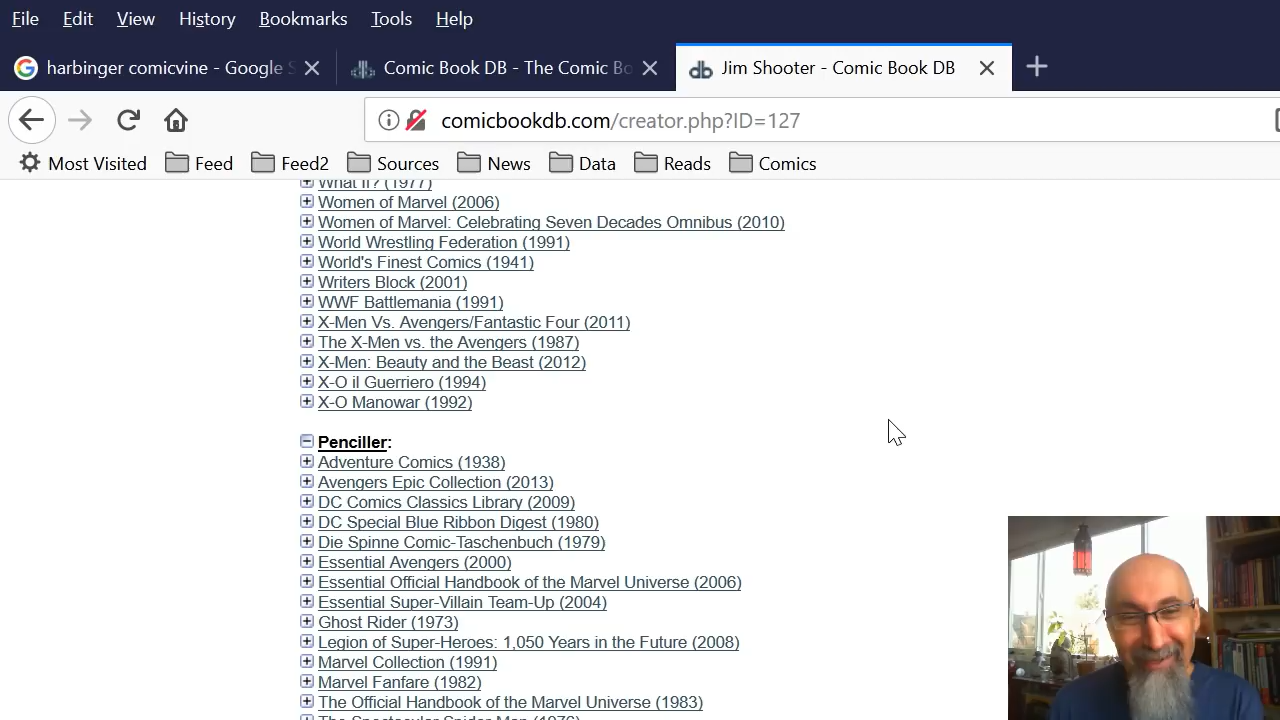 File Edit View History Bookmarks Tools Help
harbinger comicvine - Google S
Comic Book DB - The Comic Bo
Jim Shooter - Comic Book DB
comicbookdb.com/creator.php?ID=127
Most Visited Feed Feed2 Sources News Data Reads Comics
What If? (1977)
Women of Marvel (2006)
Women of Marvel: Celebrating Seven Decades Omnibus (2010)
World Wrestling Federation (1991)
World's Finest Comics (1941)
Writers Block (2001)
WWF Battlemania (1991)
X-Men Vs. Avengers/Fantastic Four (2011)
The X-Men vs. the Avengers (1987)
X-Men: Beauty and the Beast (2012)
X-O il Guerriero (1994)
X-O Manowar (1992)
Penciller:
Adventure Comics (1938)
Avengers Epic Collection (2013)
DC Comics Classics Library (2009)
DC Special Blue Ribbon Digest (1980)
Die Spinne Comic-Taschenbuch (1979)
Essential Avengers (2000)
Essential Official Handbook of the Marvel Universe (2006)
Essential Super-Villain Team-Up (2004)
Ghost Rider (1973)
Legion of Super-Heroes: 1,050 Years in the Future (2008)
Marvel Collection (1991)
Marvel Fanfare (1982)
The Official Handbook of the Marvel Universe (1983)
The Spectacular Spider-Man (1976)